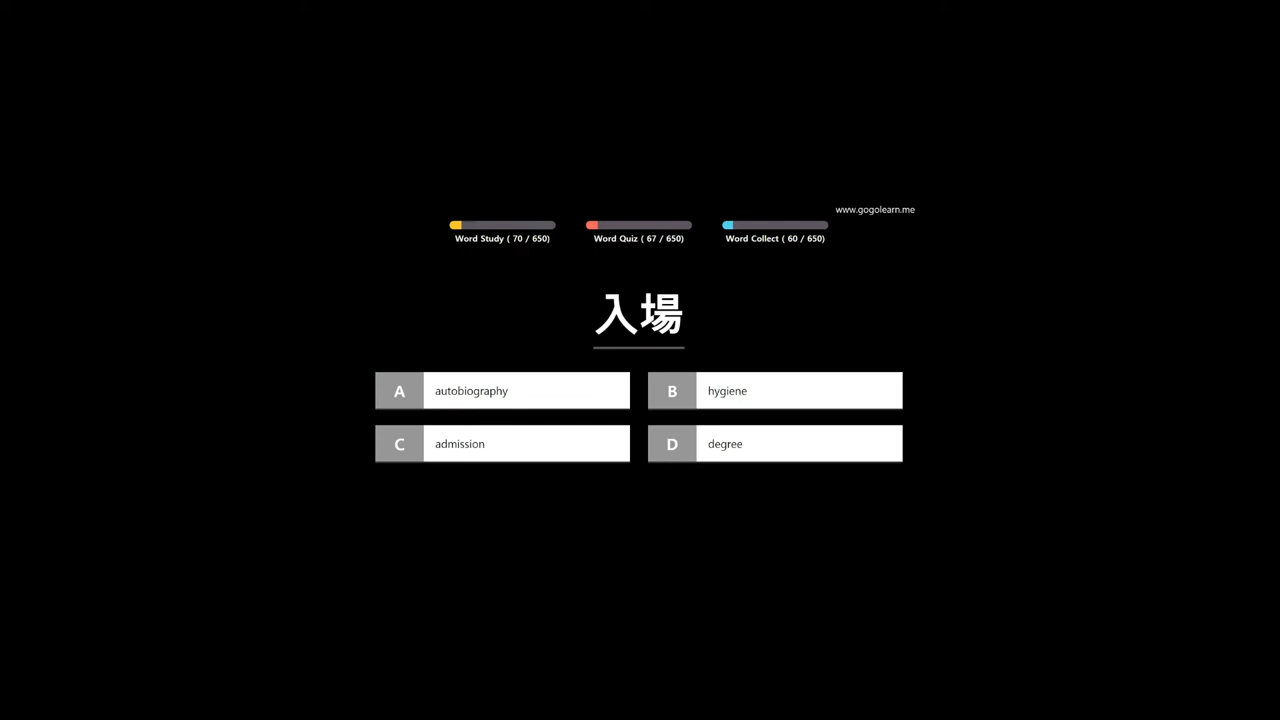 www.gogolearn.me
Word Study ( 70 / 650)
Word Quiz ( 67 / 650)
Word Collect ( 60 / 650)
入場
A autobiography
B hygiene
C admission
D degree